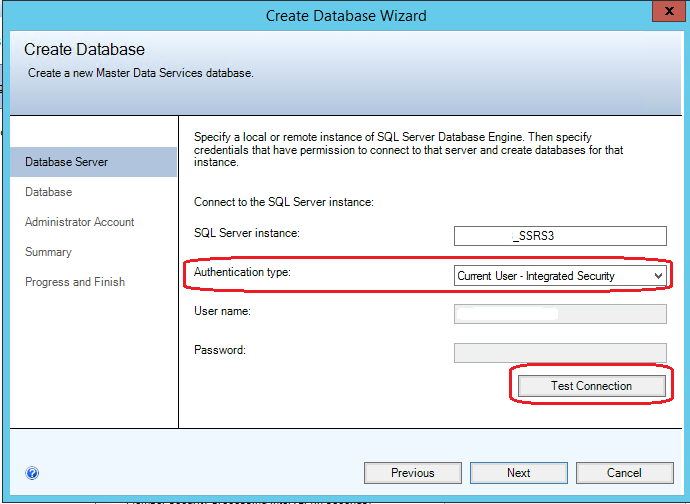 Create Database Wizard
X
Create Database
Create a new Master Data Services database.
Specify a local or remote instance of SQL Server Database Engine. Then specify
credentials that have permission to connect to that server and create databases for that
instance.
Database Server
Database
Administrator Account
Summary
Progress and Finish
Connect to the SQL Server instance:
SQL Server instance:
_SSRS3
Authentication type:
Current User - Integrated Security
User name:
Password:
Test Connection
?
Previous
Next
Cancel